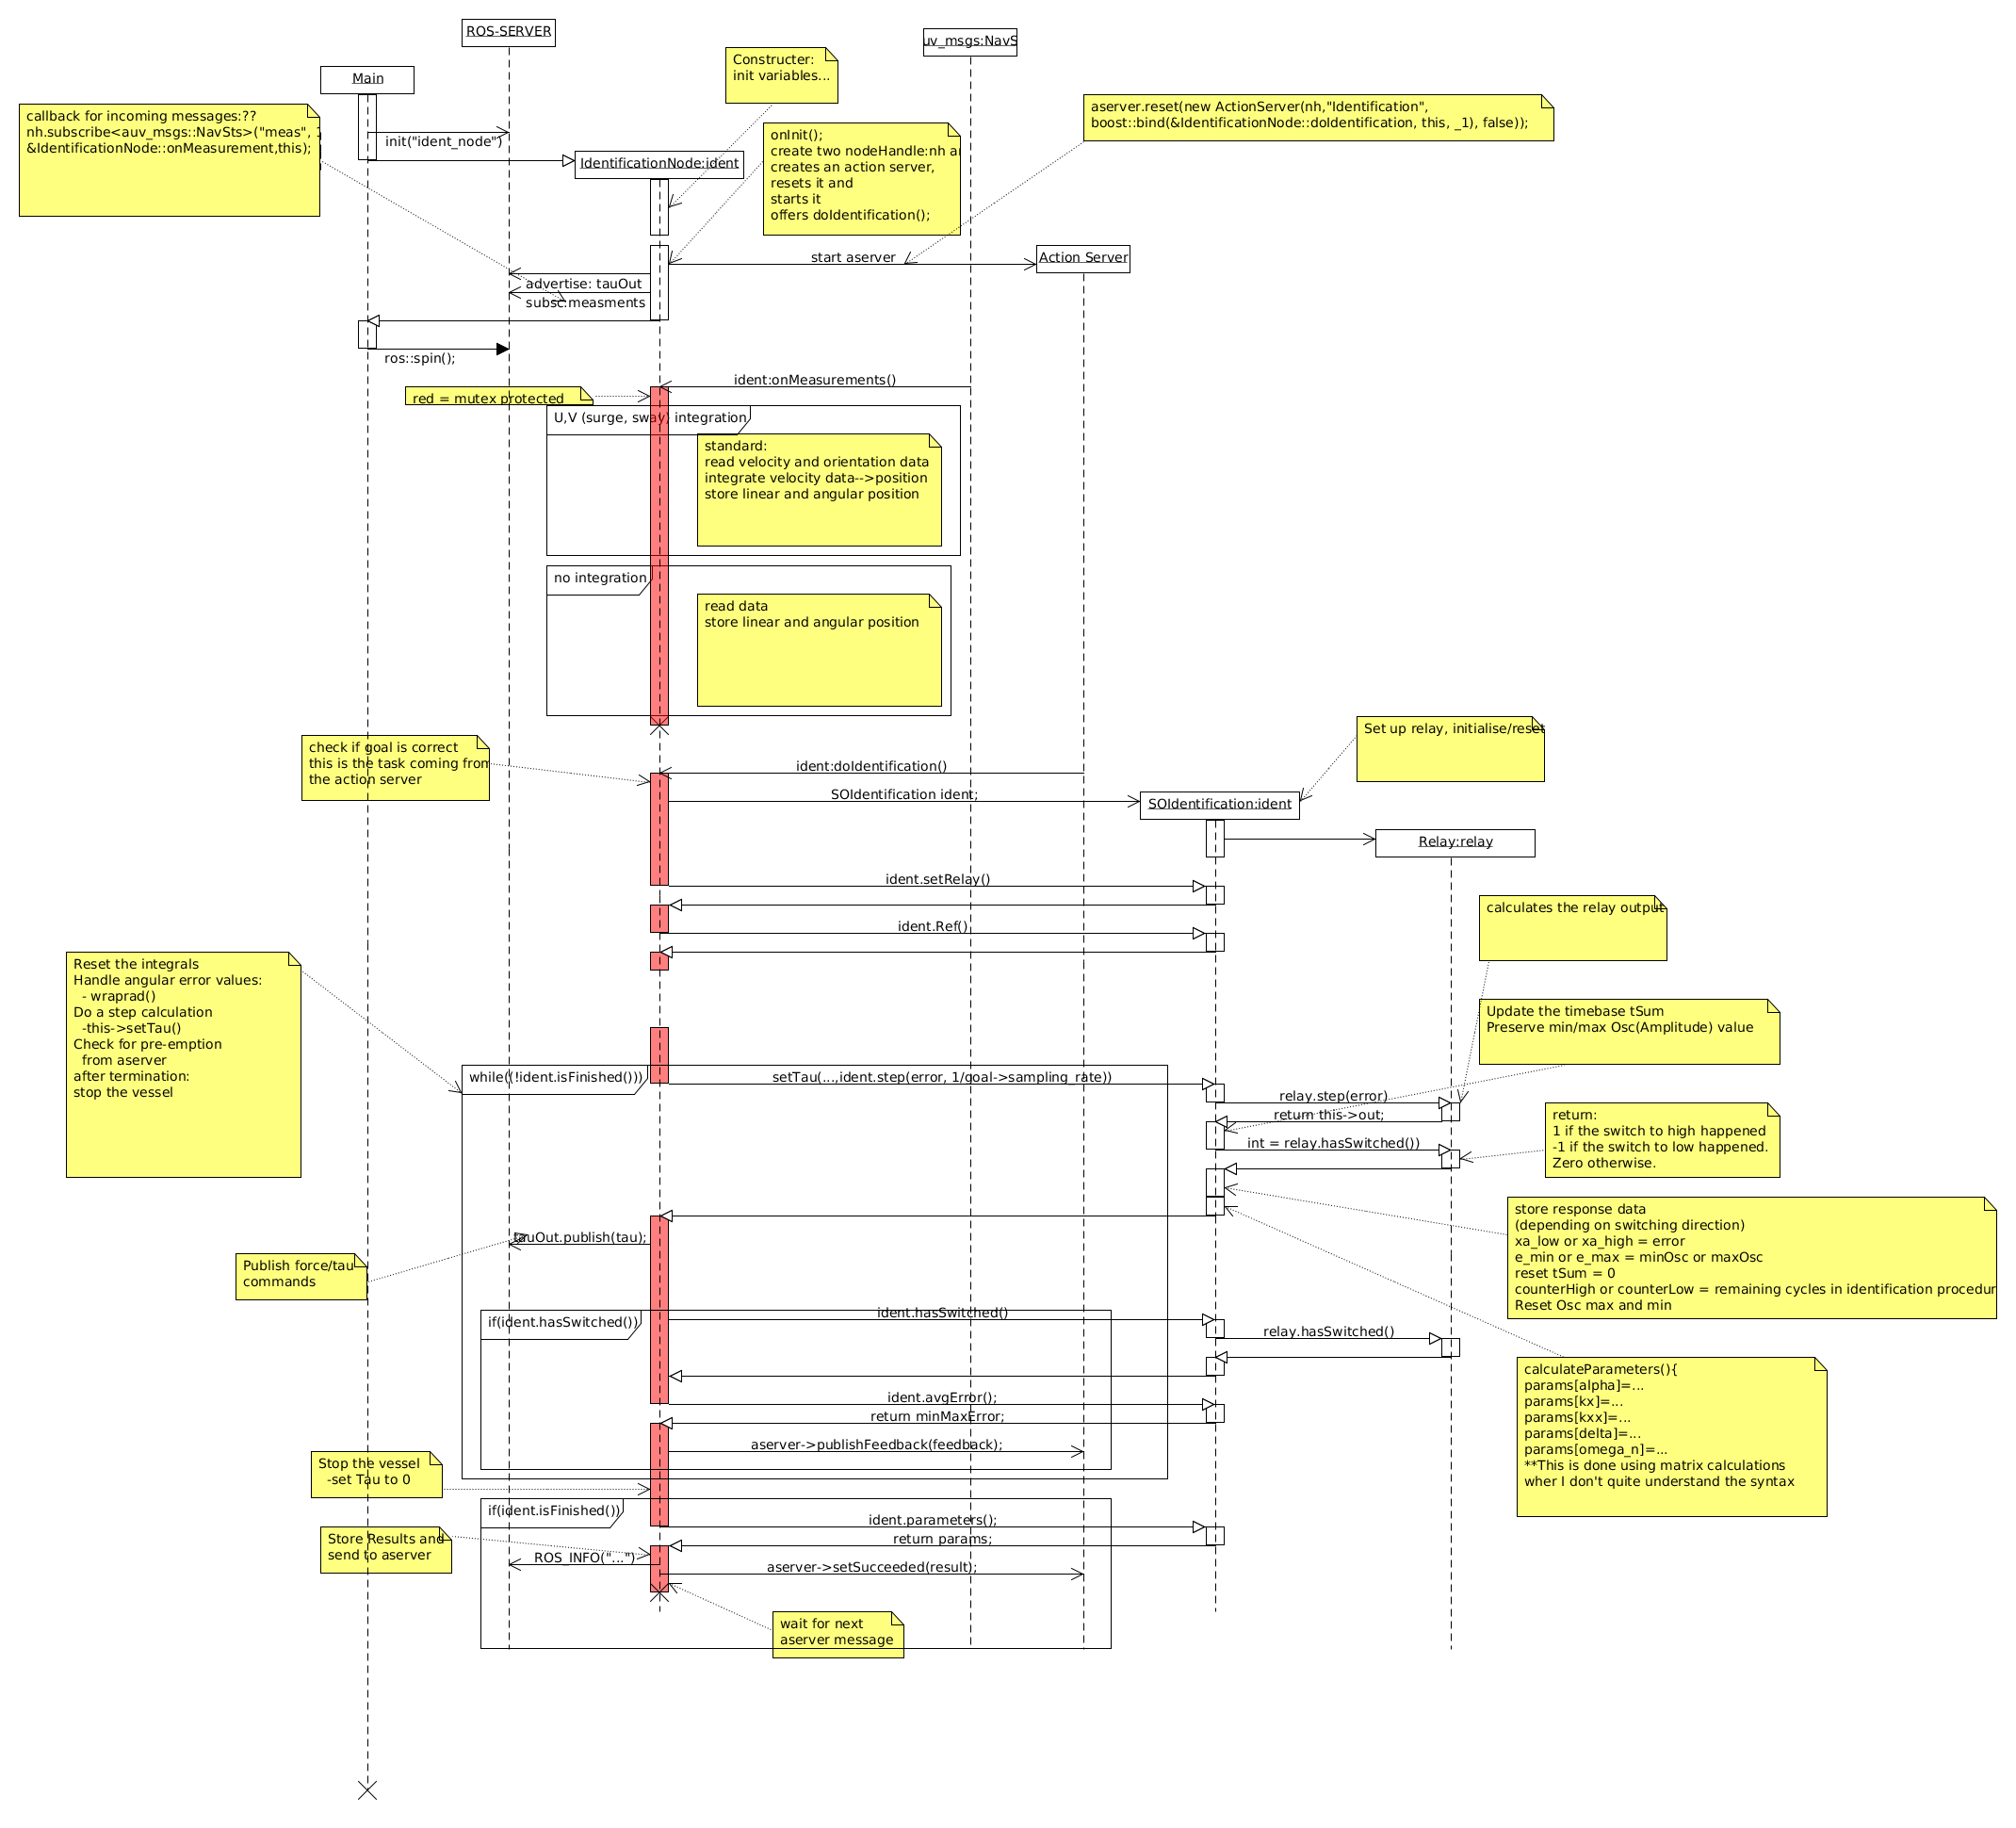 ROS-SERVER
uv_msgs:NavS
Main
Constructer:
init variables...
callback for incoming messages:??
nh.subscribe<auv_msgs::NavSts>("meas",
&IdentificationNode::onMeasurement,this);
aserver.reset(new ActionServer(nh,"Identification",
boost::bind(&IdentificationNode::doIdentification, this, _1), false));
init("ident_node")
onInit();
create two nodeHandle:nh
creates an action server,
resets it and
starts it
offers doIdentification();
IdentificationNode:ident
start aserver
Action Server
advertise: tauOut
subsc:measments
ros::spin();
ident:onMeasurements()
red = mutex protected
U,V (surge, sway) integration
standard:
read velocity and orientation data
integrate velocity data-->position
store linear and angular position
no integration
read data
store linear and angular position
Set up relay, initialise/reset
check if goal is correct
this is the task coming from
the action server
ident:doIdentification()
SOIdentification ident;
SOIdentification:ident
Relay:relay
ident.setRelay()
calculates the relay output
ident.Ref()
Reset the integrals
Handle angular error values:
- wraprad()
Do a step calculation
-this->setTau()
Check for pre-emption
from aserver
after termination:
stop the vessel
Update the timebase tSum
Preserve min/max Osc(Amplitude) value
while((!ident.isFinished()))
setTau(...,ident.step(error, 1/goal->sampling_rate))
relay.step(error)
return this->out;
int = relay.hasSwitched())
return:
1 if the switch to high happened
-1 if the switch to low happened.
Zero otherwise.
store response data
(depending on switching direction)
xa_low or xa_high = error
e_min or e_max = minOsc or maxOsc
reset tSum = 0
counterHigh or counterLow = remaining cycles in identification procedur
Reset Osc max and min
tauOut.publish(tau);
Publish force/tau
commands
if(ident.hasSwitched())
ident.hasSwitched()
relay.hasSwitched()
calculateParameters(){
params[alpha]=...
params[kx]=...
params[kxx]=...
params[delta]=...
params[omega_n]=...
**This is done using matrix calculations
wher I don't quite understand the syntax
ident.avgError();
return minMaxError;
aserver->publishFeedback(feedback);
Stop the vessel
-set Tau to 0
if(ident.isFinished())
ident.parameters();
return params;
Store Results and
send to aserver
ROS_INFO("...")
aserver->setSucceeded(result);
wait for next
aserver message